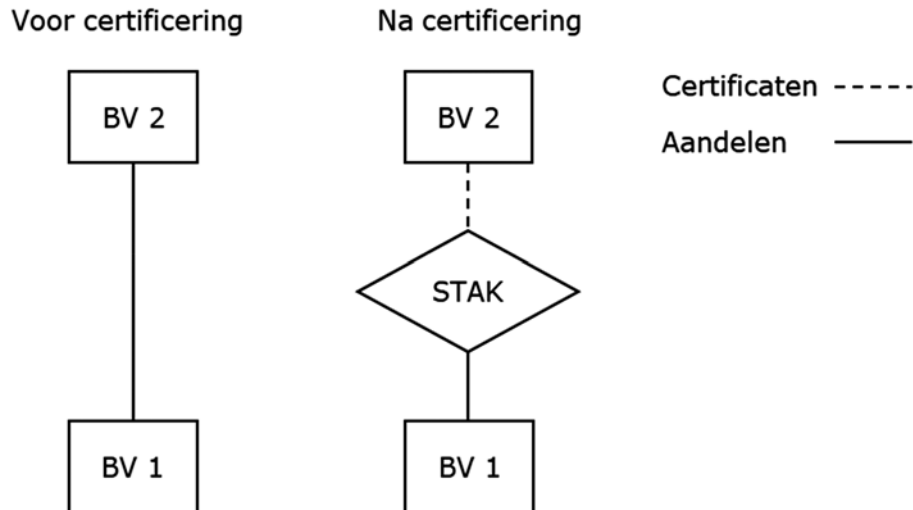 Voor certificering
Na certificering
BV 2
BV 2
Certificaten
Aandelen
STAK
BV 1
BV 1